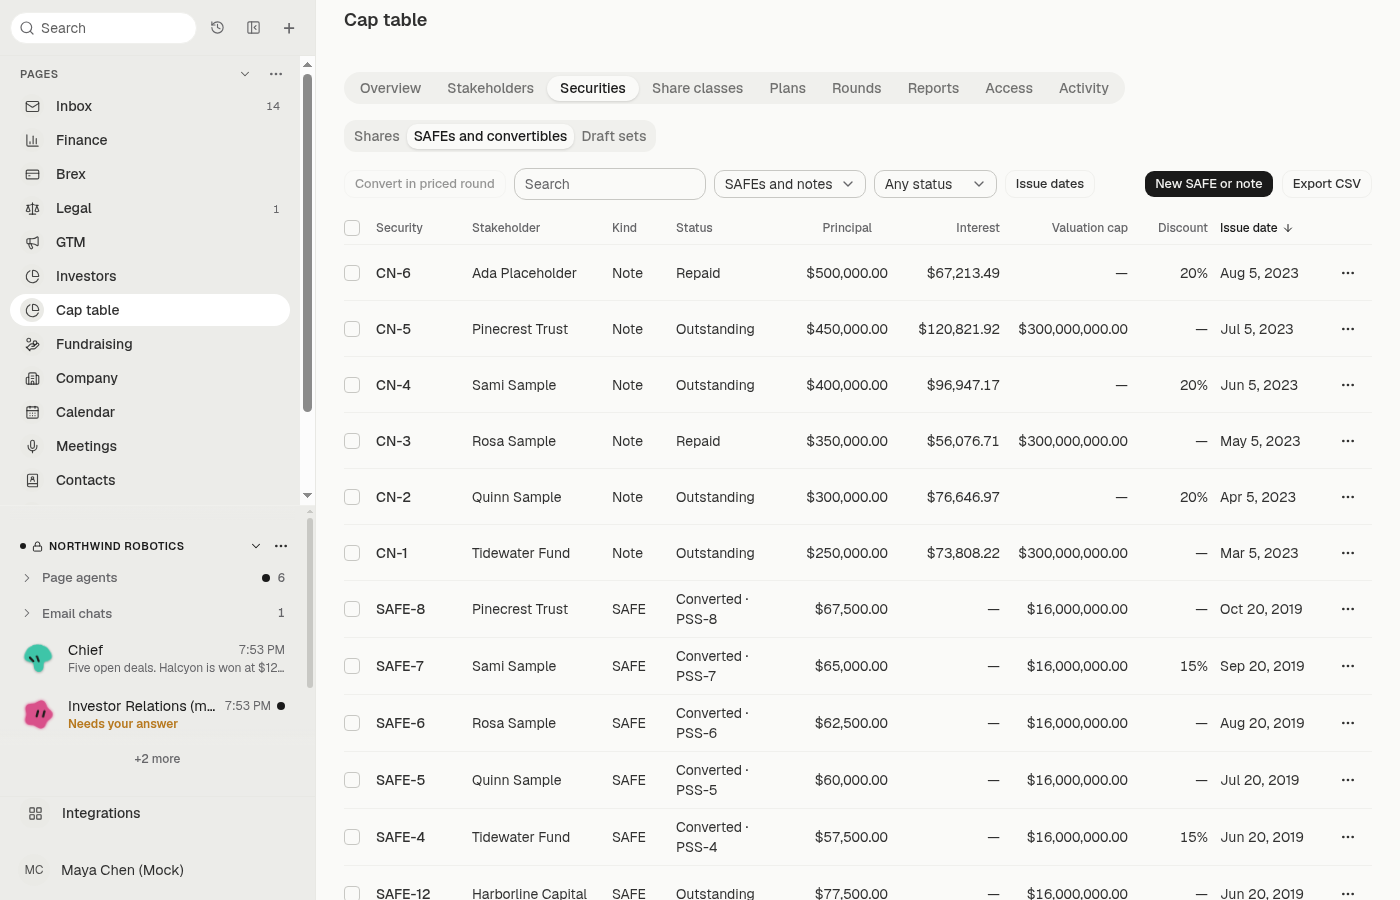 Search
PAGES
Inbox 14
Finance
Brex
Legal 1
GTM
Investors
Cap table
Fundraising
Company
Calendar
Meetings
Contacts
NORTHWIND ROBOTICS
Page agents 6
Email chats 1
Chief 7:53 PM
Five open deals. Halcyon is won at $12…
Investor Relations (m… 7:53 PM
Needs your answer
+2 more
Integrations
MC Maya Chen (Mock)
Cap table
Overview Stakeholders Securities Share classes Plans Rounds Reports Access Activity
Shares SAFEs and convertibles Draft sets
Convert in priced round Search SAFEs and notes Any status Issue dates New SAFE or note Export CSV
Security Stakeholder Kind Status Principal Interest Valuation cap Discount Issue date ↓
CN-6 Ada Placeholder Note Repaid $500,000.00 $67,213.49 — 20% Aug 5, 2023
CN-5 Pinecrest Trust Note Outstanding $450,000.00 $120,821.92 $300,000,000.00 — Jul 5, 2023
CN-4 Sami Sample Note Outstanding $400,000.00 $96,947.17 — 20% Jun 5, 2023
CN-3 Rosa Sample Note Repaid $350,000.00 $56,076.71 $300,000,000.00 — May 5, 2023
CN-2 Quinn Sample Note Outstanding $300,000.00 $76,646.97 — 20% Apr 5, 2023
CN-1 Tidewater Fund Note Outstanding $250,000.00 $73,808.22 $300,000,000.00 — Mar 5, 2023
SAFE-8 Pinecrest Trust SAFE Converted · PSS-8 $67,500.00 — $16,000,000.00 — Oct 20, 2019
SAFE-7 Sami Sample SAFE Converted · PSS-7 $65,000.00 — $16,000,000.00 15% Sep 20, 2019
SAFE-6 Rosa Sample SAFE Converted · PSS-6 $62,500.00 — $16,000,000.00 — Aug 20, 2019
SAFE-5 Quinn Sample SAFE Converted · PSS-5 $60,000.00 — $16,000,000.00 — Jul 20, 2019
SAFE-4 Tidewater Fund SAFE Converted · PSS-4 $57,500.00 — $16,000,000.00 15% Jun 20, 2019
SAFE-12 Harborline Capital SAFE Outstanding $77,500.00 — $16,000,000.00 — Jun 20, 2019